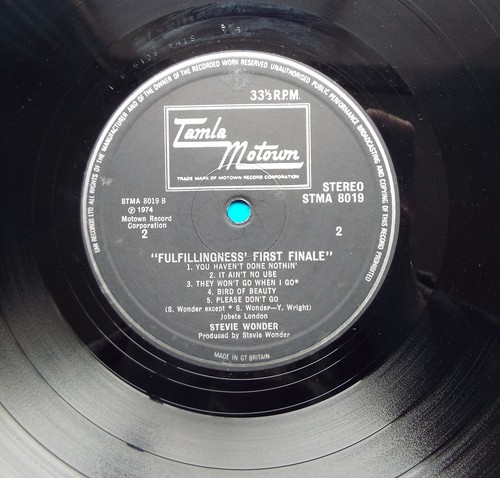 33⅓ R.P.M.
Tamla
Motown
TRADE MARK OF MOTOWN RECORD CORPORATION
STMA 8019 B
℗ 1974
Motown Record
Corporation
2
STEREO
STMA 8019
2
"FULFILLINGNESS' FIRST FINALE"
1. YOU HAVEN'T DONE NOTHIN'
2. IT AIN'T NO USE
3. THEY WON'T GO WHEN I GO*
4. BIRD OF BEAUTY
5. PLEASE DON'T GO
(S. Wonder except * S. Wonder—Y. Wright)
Jobete London
STEVIE WONDER
Produced by Stevie Wonder
MADE IN GT BRITAIN
EMI RECORDS LTD ALL RIGHTS OF THE MANUFACTURER AND OF THE OWNER OF THE RECORDED WORK RESERVED UNAUTHORISED PUBLIC PERFORMANCE BROADCASTING AND COPYING OF THIS RECORD PROHIBITED